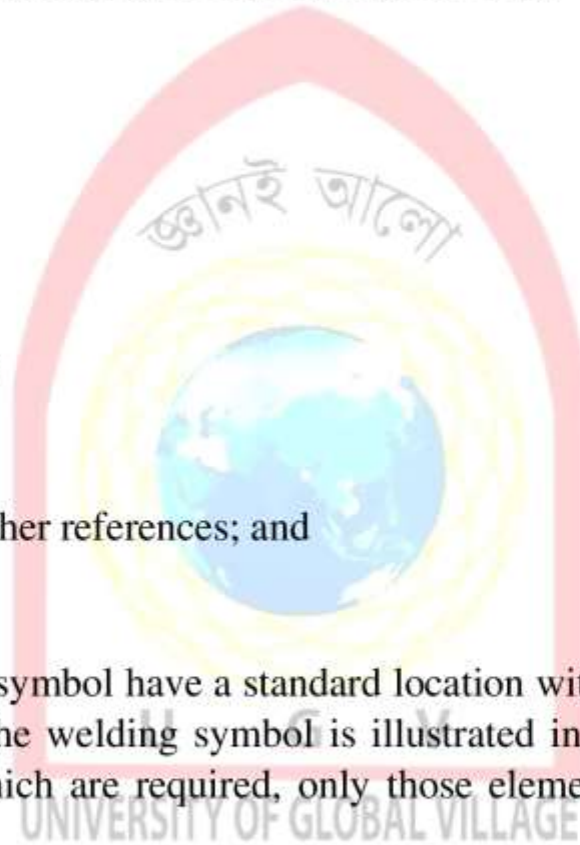 জ্ঞানই আলো
her references; and
symbol have a standard location wit
he welding symbol is illustrated in
U G V
hich are required, only those eleme
UNIVERSITY OF GLOBAL VILLAGE